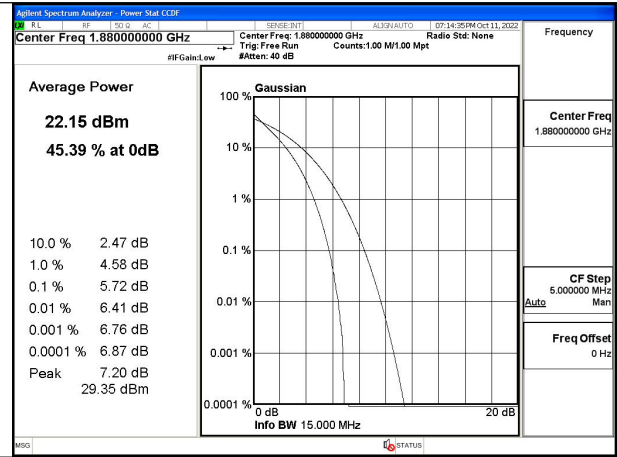 Agilent Spectrum Analyzer - Power Stat CCDF
RL RF 50 Ω AC SENSE:INT ALIGN AUTO 07:14:35PM Oct 11, 2022
Center Freq 1.880000000 GHz Center Freq: 1.880000000 GHz Radio Std: None
Trig: Free Run Counts:1.00 M/1.00 Mpt
#IFGain:Low #Atten: 40 dB
Frequency
Average Power
22.15 dBm
45.39 % at 0dB
10.0 % 2.47 dB
1.0 % 4.58 dB
0.1 % 5.72 dB
0.01 % 6.41 dB
0.001 % 6.76 dB
0.0001 % 6.87 dB
Peak 7.20 dB
29.35 dBm
Gaussian
100 %
10 %
1 %
0.1 %
0.01 %
0.001 %
0.0001 %
0 dB 20 dB
Info BW 15.000 MHz
Center Freq
1.880000000 GHz
CF Step
5.000000 MHz
Auto Man
Freq Offset
0 Hz
MSG STATUS